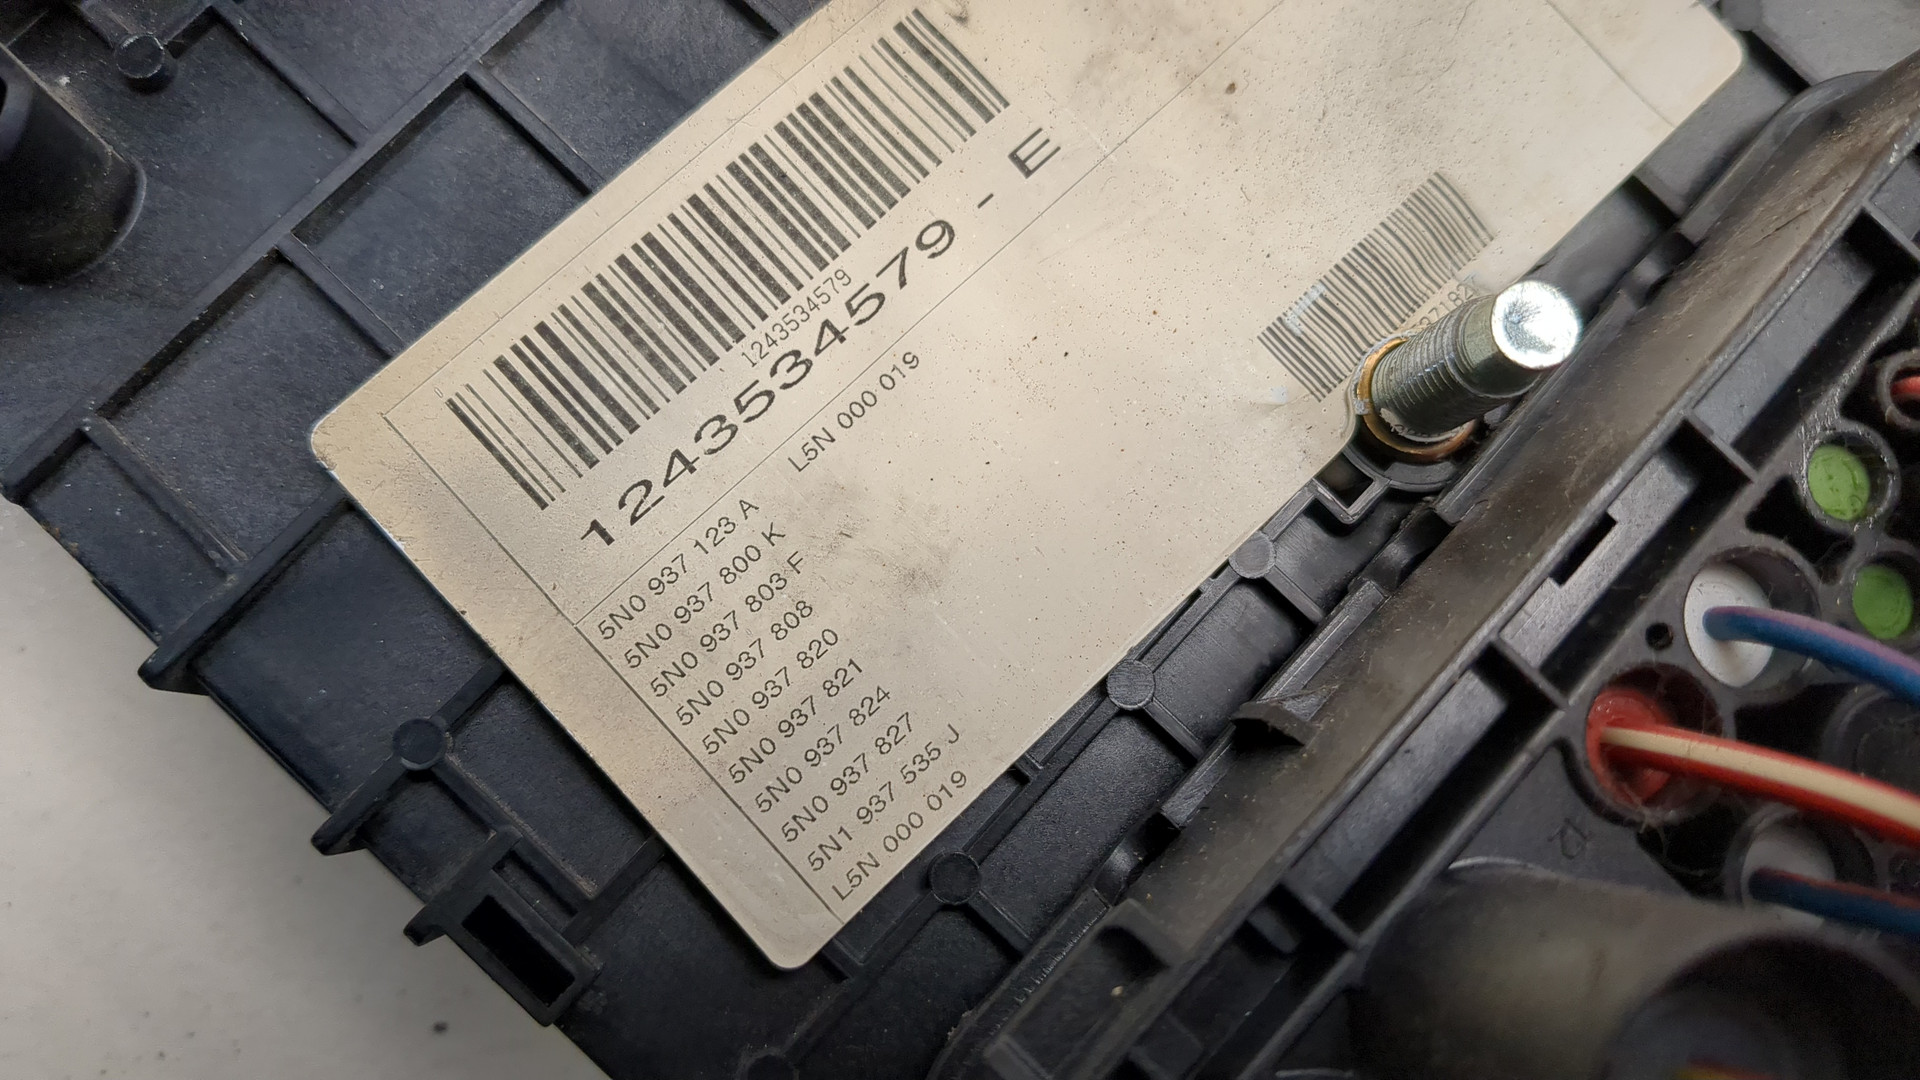 1243534579
1243534579 - E
L5N 000 019
5N0 937 123 A
5N0 937 800 K
5N0 937 803 F
5N0 937 808
5N0 937 820
5N0 937 821
5N0 937 824
5N0 937 827
5N1 937 535 J
L5N 000 019
12